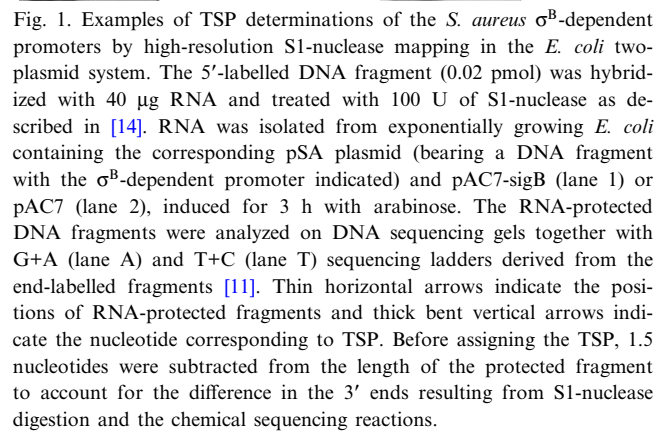 Fig. 1. Examples of TSP determinations of the S. aureus σᴮ-dependent
promoters by high-resolution S1-nuclease mapping in the E. coli two-
plasmid system. The 5′-labelled DNA fragment (0.02 pmol) was hybrid-
ized with 40 μg RNA and treated with 100 U of S1-nuclease as de-
scribed in [14]. RNA was isolated from exponentially growing E. coli
containing the corresponding pSA plasmid (bearing a DNA fragment
with the σᴮ-dependent promoter indicated) and pAC7-sigB (lane 1) or
pAC7 (lane 2), induced for 3 h with arabinose. The RNA-protected
DNA fragments were analyzed on DNA sequencing gels together with
G+A (lane A) and T+C (lane T) sequencing ladders derived from the
end-labelled fragments [11]. Thin horizontal arrows indicate the posi-
tions of RNA-protected fragments and thick bent vertical arrows indi-
cate the nucleotide corresponding to TSP. Before assigning the TSP, 1.5
nucleotides were subtracted from the length of the protected fragment
to account for the difference in the 3′ ends resulting from S1-nuclease
digestion and the chemical sequencing reactions.